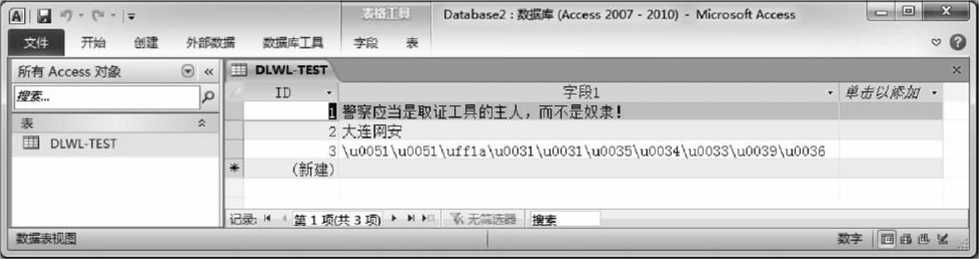 表格工具
Database2 : 数据库 (Access 2007 - 2010) - Microsoft Access
文件 开始 创建 外部数据 数据库工具 字段 表
所有 Access 对象
搜索...
表
DLWL-TEST
DLWL-TEST
ID 字段1 单击以添加
1 警察应当是取证工具的主人，而不是奴隶！
2 大连网安
3 \u0051\u0051\uff1a\u0031\u0031\u0035\u0034\u0033\u0039\u0036
(新建)
记录: 第 1 项(共 3 项) 无筛选器 搜索
数据表视图 数字